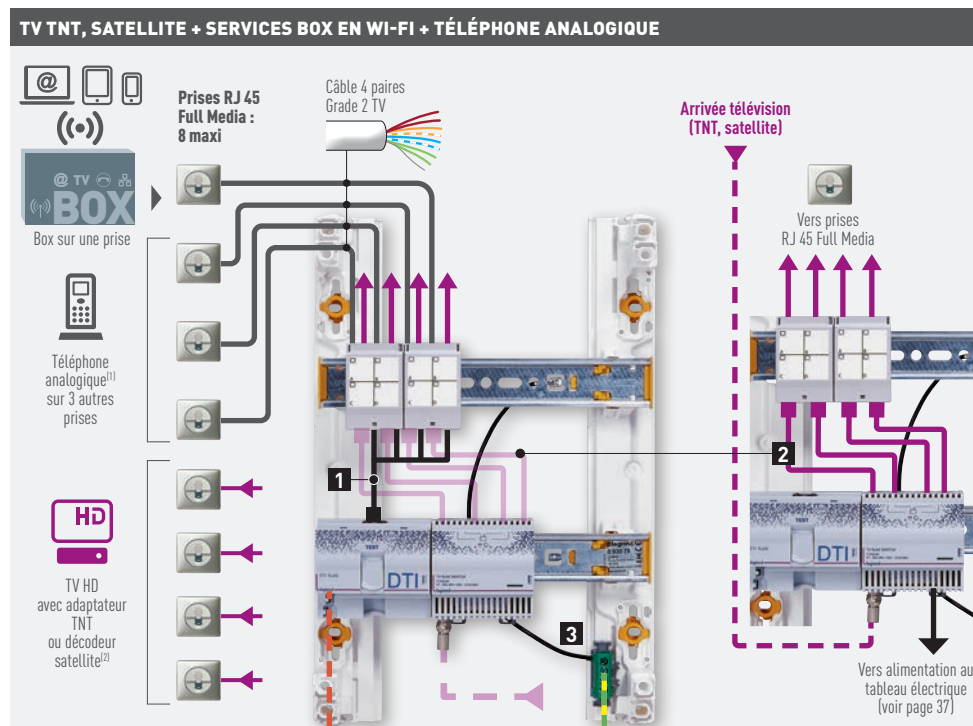 TV TNT, SATELLITE + SERVICES BOX EN WI-FI + TÉLÉPHONE ANALOGIQUE
@
Prises RJ 45
Full Media :
8 maxi
Câble 4 paires
Grade 2 TV
Arrivée télévision
(TNT, satellite)
@ TV
BOX
Box sur une prise
Vers prises
RJ 45 Full Media
Téléphone
analogique[1]
sur 3 autres
prises
1
2
HD
TV HD
avec adaptateur
TNT
ou décodeur
satellite[2]
TEST
DTI
TEST
DTI
3
Vers alimentation au
tableau électrique
(voir page 37)